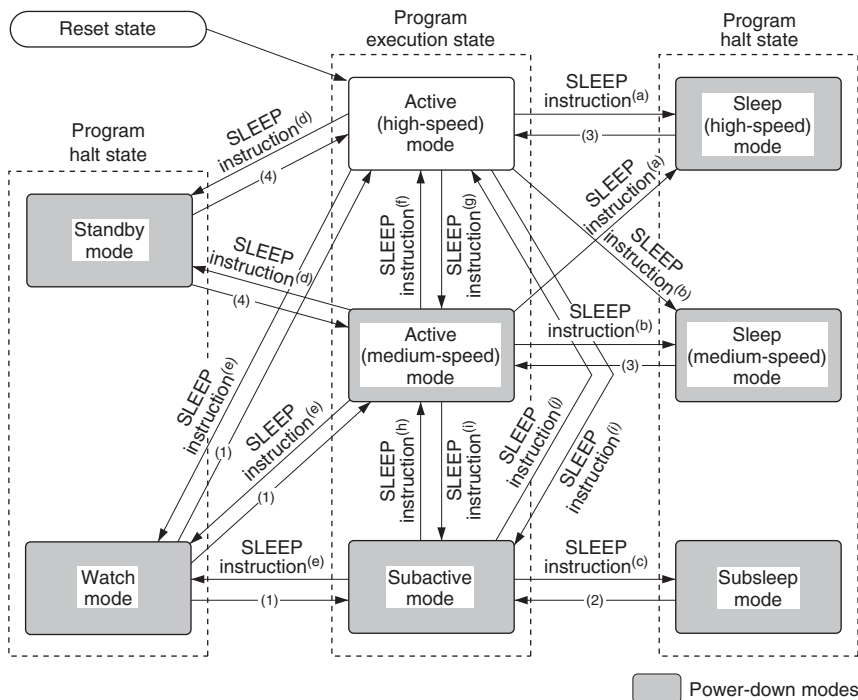 Reset state
Program
execution state
Program
halt state
Program
halt state
Active
(high-speed)
mode
SLEEP
instruction(a)
(3)
Sleep
(high-speed)
mode
SLEEP
instruction(d)
(4)
Standby
mode
SLEEP
instruction(d)
(4)
SLEEP
instruction(f)
SLEEP
instruction(g)
SLEEP
instruction(a)
SLEEP
instruction(b)
Active
(medium-speed)
mode
SLEEP
instruction(b)
(3)
Sleep
(medium-speed)
mode
SLEEP
instruction(e)
(1)
SLEEP
instruction(e)
(1)
SLEEP
instruction(h)
SLEEP
instruction(i)
SLEEP
instruction(j)
SLEEP
instruction(i)
Watch
mode
SLEEP
instruction(e)
(1)
Subactive
mode
SLEEP
instruction(c)
(2)
Subsleep
mode
Power-down modes